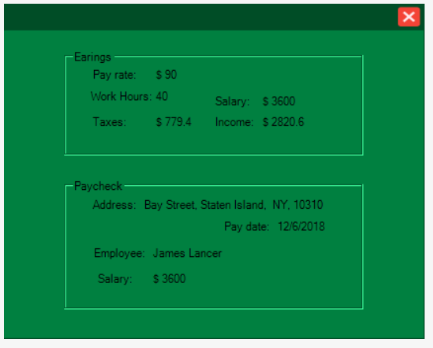 Earings
Pay rate: $ 90
Work Hours: 40
Salary: $ 3600
Taxes: $ 779.4 Income: $ 2820.6
Paycheck
Address: Bay Street, Staten Island, NY, 10310
Pay date: 12/6/2018
Employee: James Lancer
Salary: $ 3600